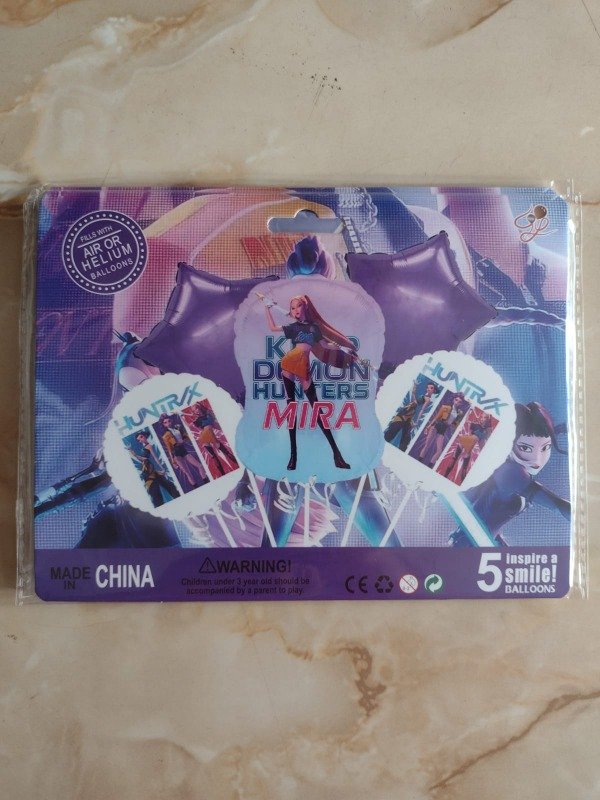 FILLS WITH
AIR OR
HELIUM
BALLOONS
HUNTR/X
DEMON
HUNTERS
MIRA
HUNTR/X
MADE
IN
CHINA
WARNING!
Children under 3 year old should be
accompanied by a parent to play.
CE
5
inspire a
smile!
BALLOONS